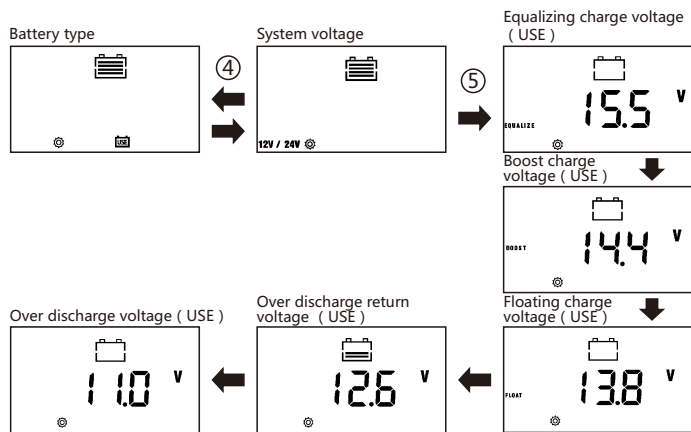 Battery type
USE
④
System voltage
12V / 24V
⑤
Equalizing charge voltage
( USE )
EQUALIZE
15.5 V
Boost charge
voltage ( USE )
BOOST
14.4 V
Floating charge
voltage ( USE )
FLOAT
13.8 V
Over discharge return
voltage ( USE )
12.6 V
Over discharge voltage ( USE )
11.0 V